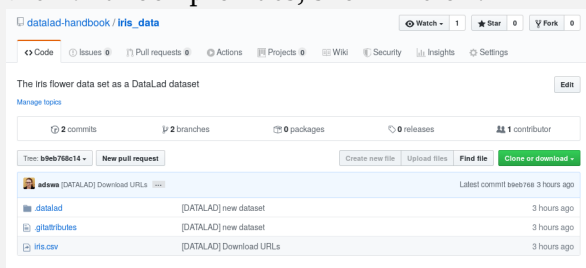 datalad-handbook / iris_data
Watch 1 Star 0 Fork 0
Code Issues 0 Pull requests 0 Actions Projects 0 Wiki Security Insights Settings
The iris flower data set as a DataLad dataset Edit
Manage topics
2 commits 2 branches 0 packages 0 releases 1 contributor
Tree: b9eb768c14 New pull request Create new file Upload files Find file Clone or download
adswa [DATALAD] Download URLs ... Latest commit b9eb768 3 hours ago
.datalad [DATALAD] new dataset 3 hours ago
.gitattributes [DATALAD] new dataset 3 hours ago
iris.csv [DATALAD] Download URLs 3 hours ago